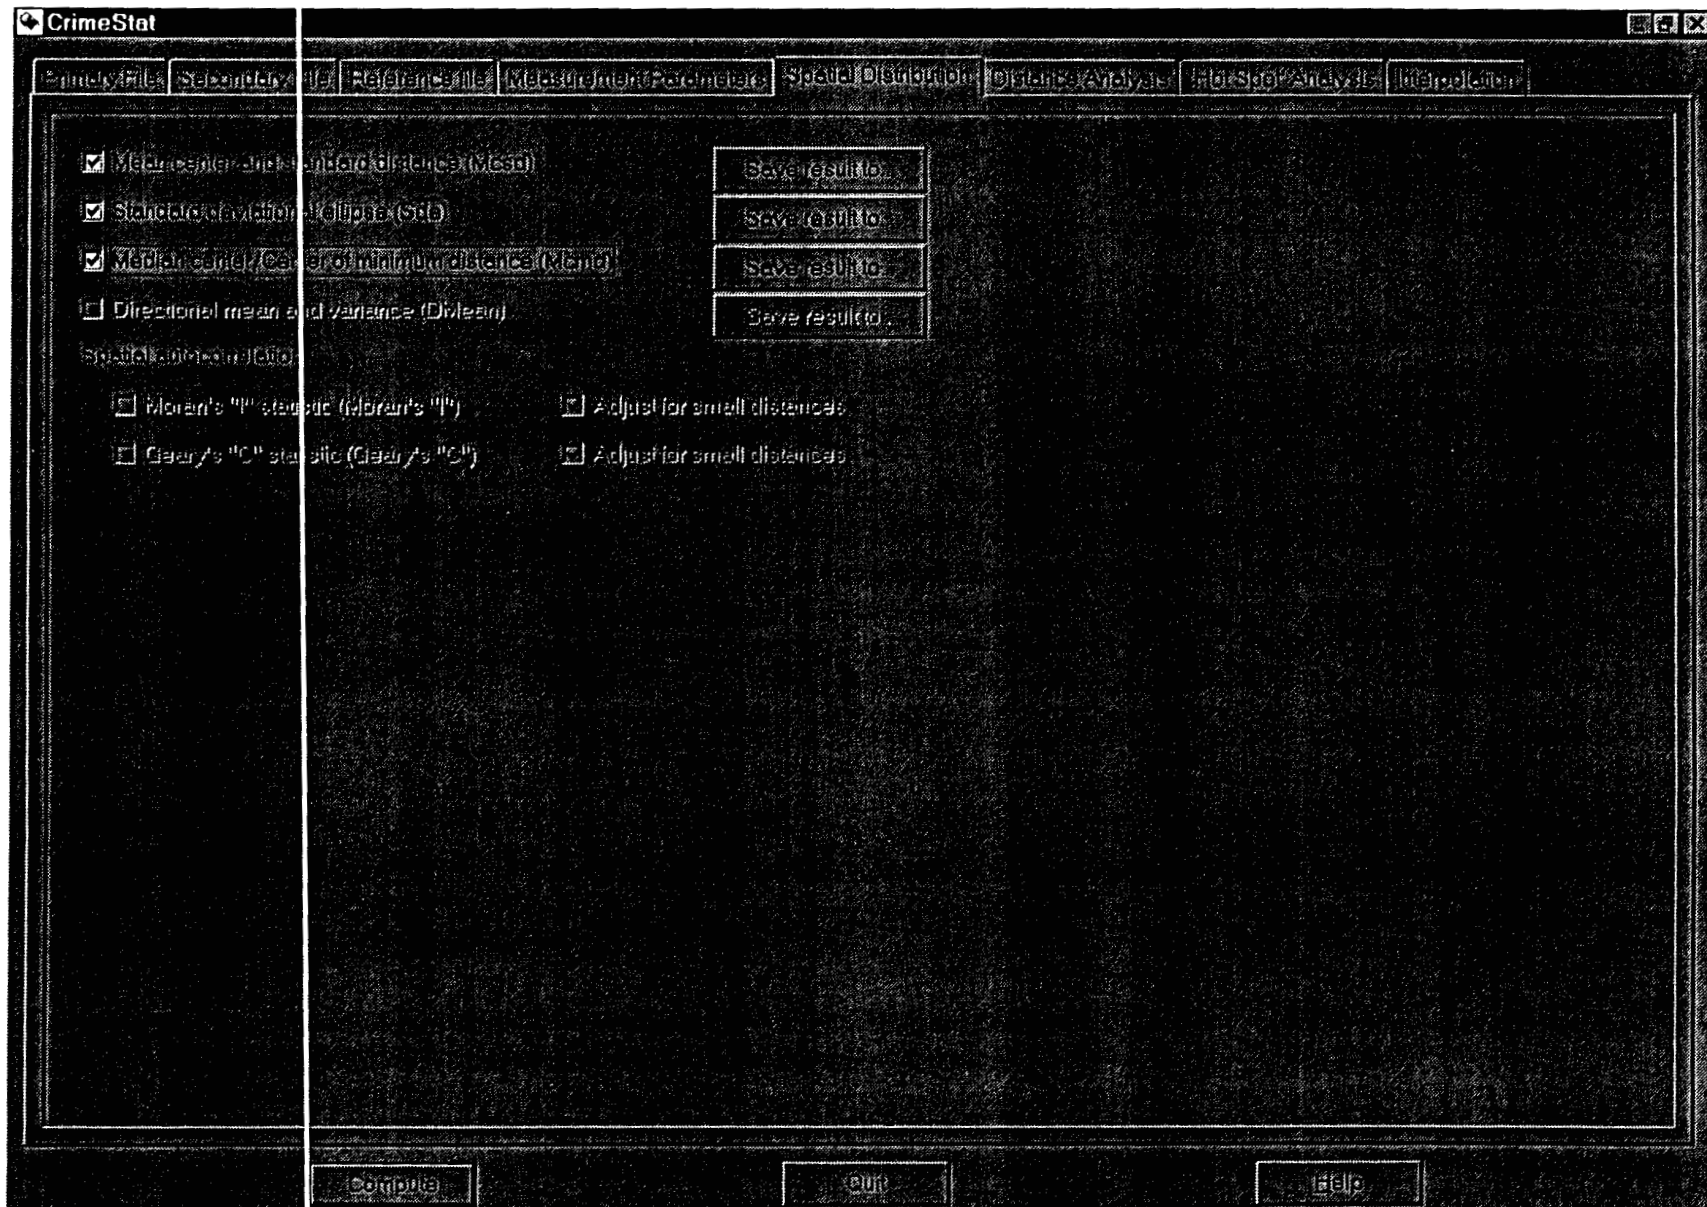 CrimeStat
Primary File Secondary File Reference file Measurement Parameters Spatial Distribution Distance Analysis 'Hot Spot' Analysis Interpolation
Mean center and standard distance (Mcsd) Save result to...
Standard deviational ellipse (Sde) Save result to...
Median center/Center of minimum distance (Mcmd) Save result to...
Directional mean and variance (DMean) Save result to...
Spatial autocorrelation
Moran's "I" statistic (Moran's "I") Adjust for small distances
Geary's "C" statistic (Geary's "C") Adjust for small distances
Compute Quit Help